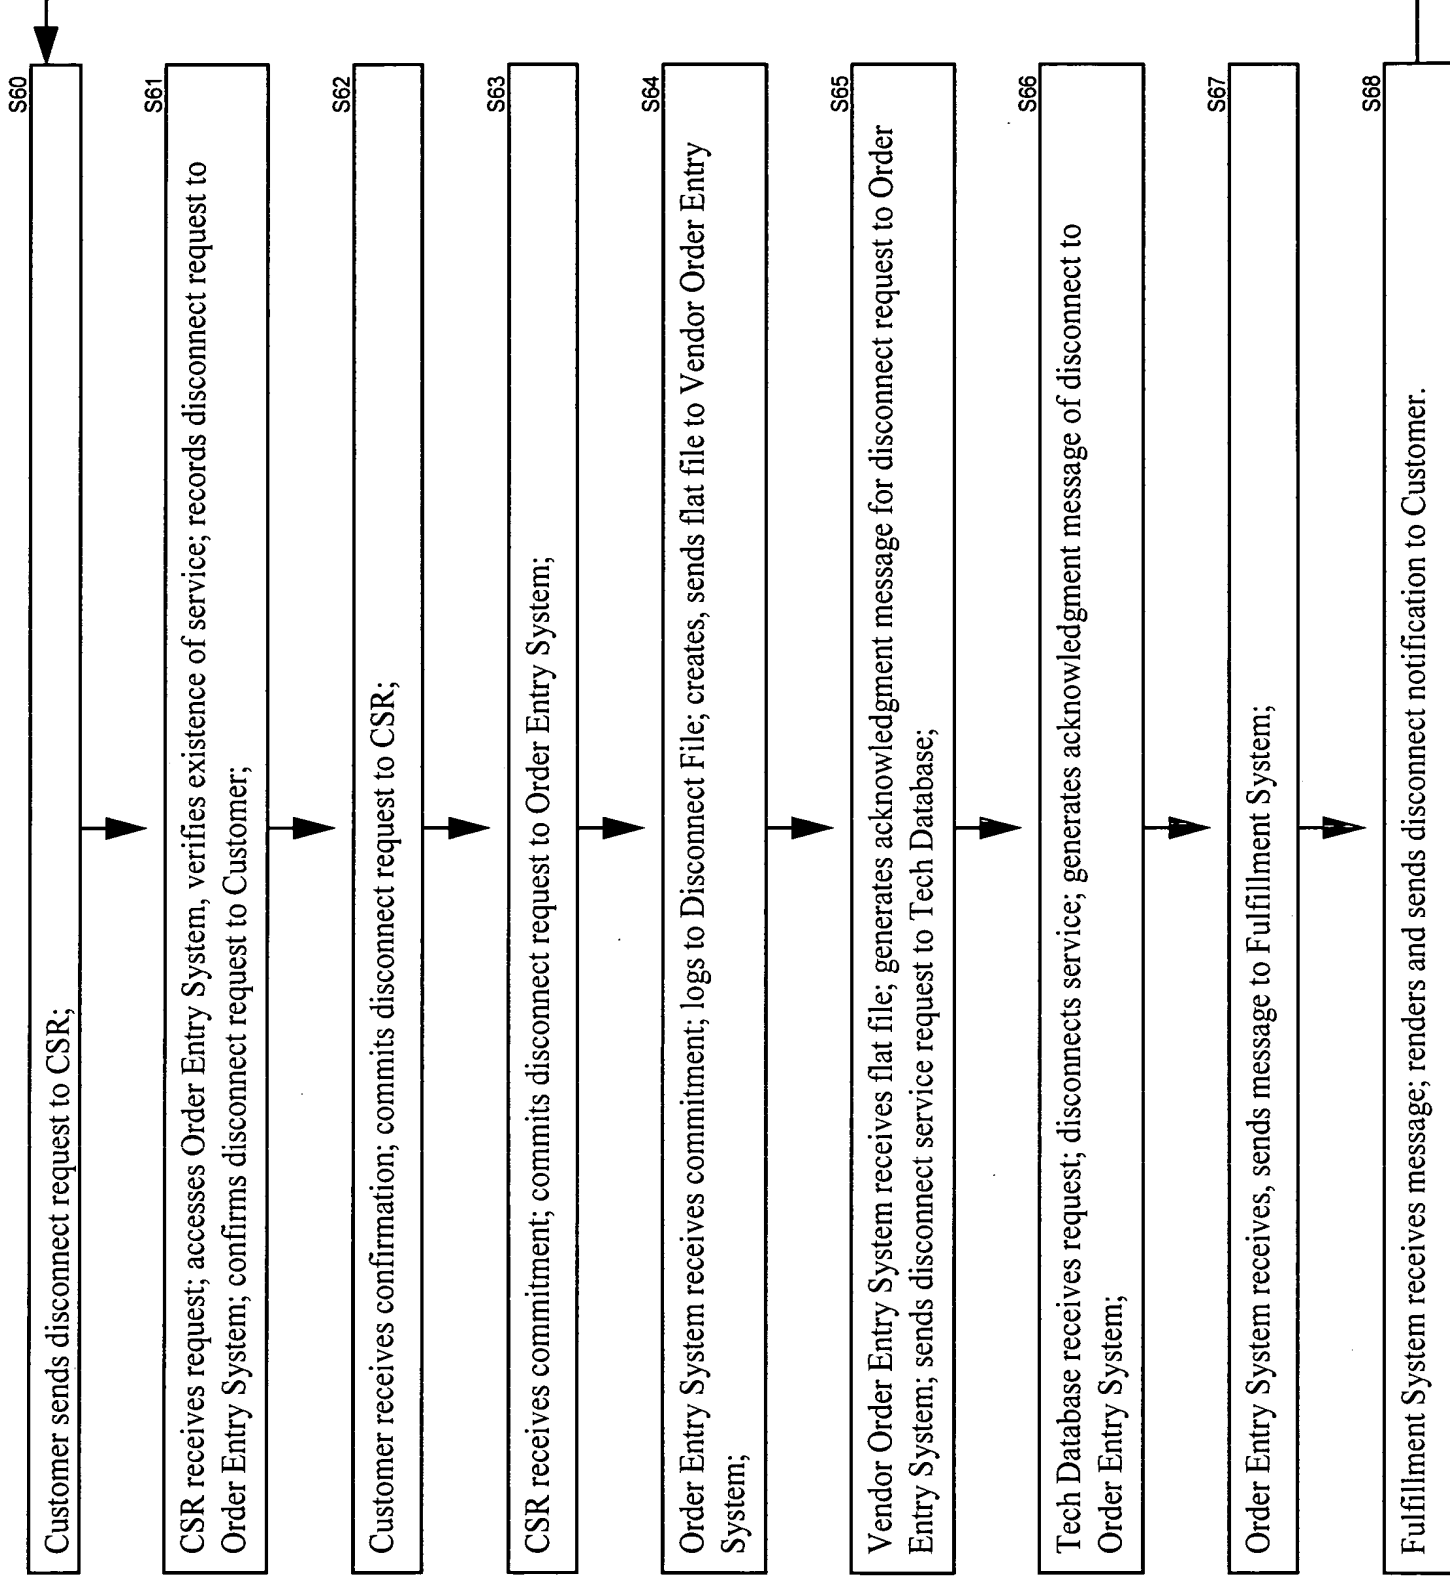 S60
Customer sends disconnect request to CSR;
S61
CSR receives request; accesses Order Entry System, verifies existence of service; records disconnect request to
Order Entry System; confirms disconnect request to Customer;
S62
Customer receives confirmation; commits disconnect request to CSR;
S63
CSR receives commitment; commits disconnect request to Order Entry System;
S64
Order Entry System receives commitment; logs to Disconnect File; creates, sends flat file to Vendor Order Entry
System;
S65
Vendor Order Entry System receives flat file; generates acknowledgment message for disconnect request to Order
Entry System; sends disconnect service request to Tech Database;
S66
Tech Database receives request; disconnects service; generates acknowledgment message of disconnect to
Order Entry System;
S67
Order Entry System receives, sends message to Fulfillment System;
S68
Fulfillment System receives message; renders and sends disconnect notification to Customer.